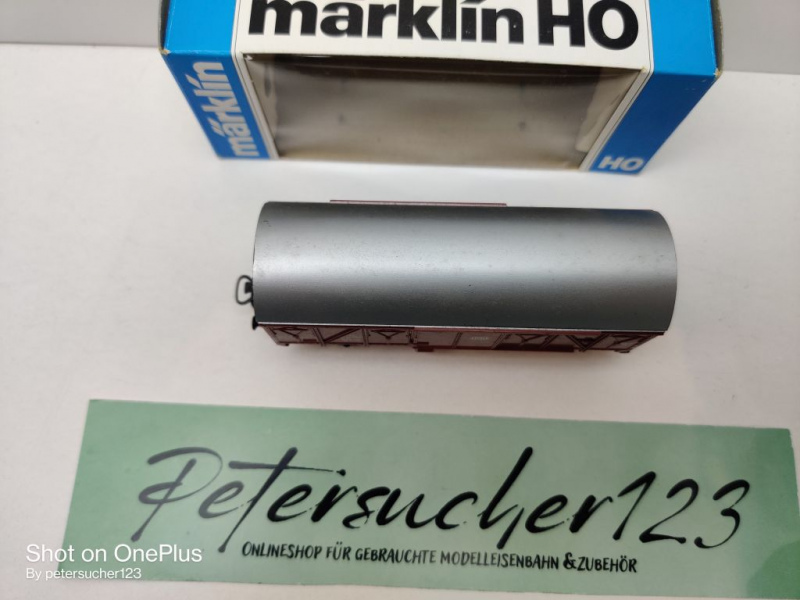 märklin HO
märklin
HO
Petersucher123
ONLINESHOP FÜR GEBRAUCHTE MODELLEISENBAHN & ZUBEHÖR
Shot on OnePlus
By petersucher123